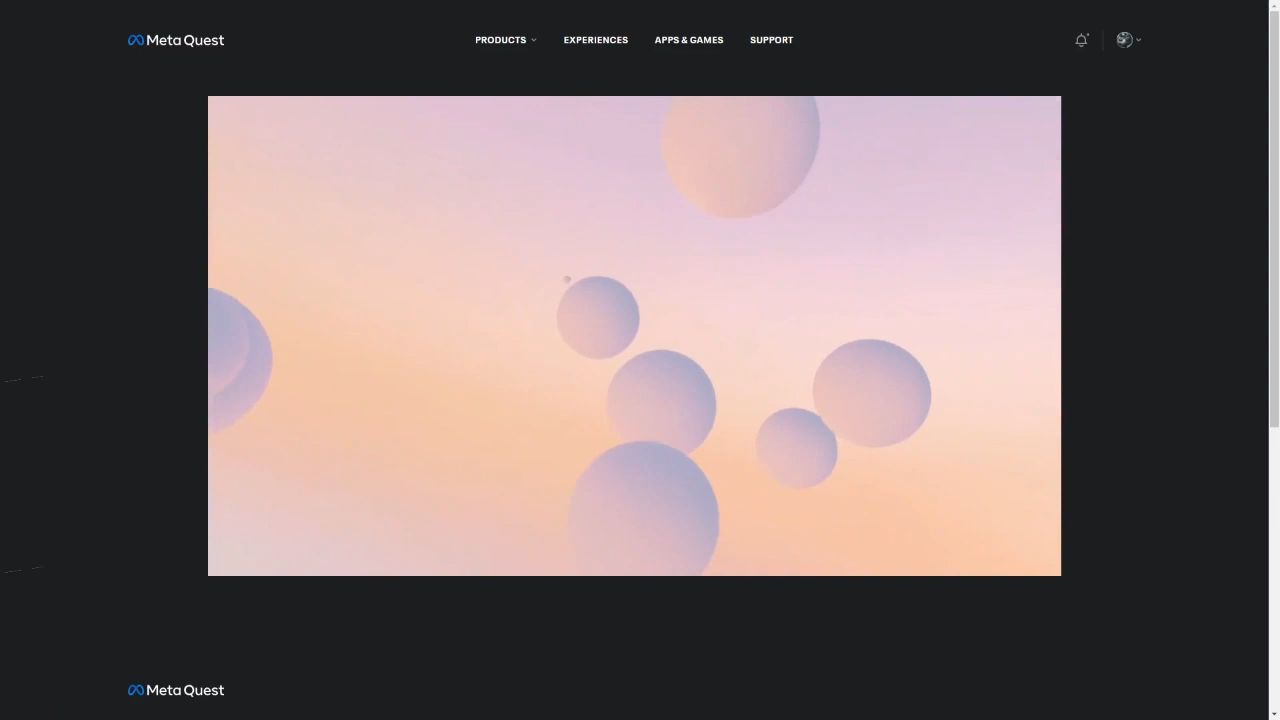 Meta Quest
PRODUCTS
EXPERIENCES
APPS & GAMES
SUPPORT
Meta Quest